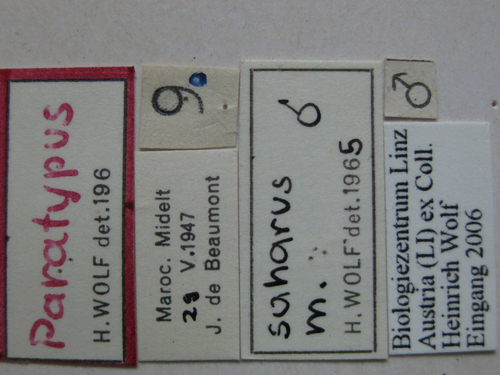 Paratypus
H. WOLF det. 196
9.
Maroc. Midelt
29 V.1947
J. de Beaumont
saharus ♂
m.
H. WOLF det. 1965
♂
Biologiezentrum Linz
Austria (LI) ex Coll.
Heinrich Wolf
Eingang 2006